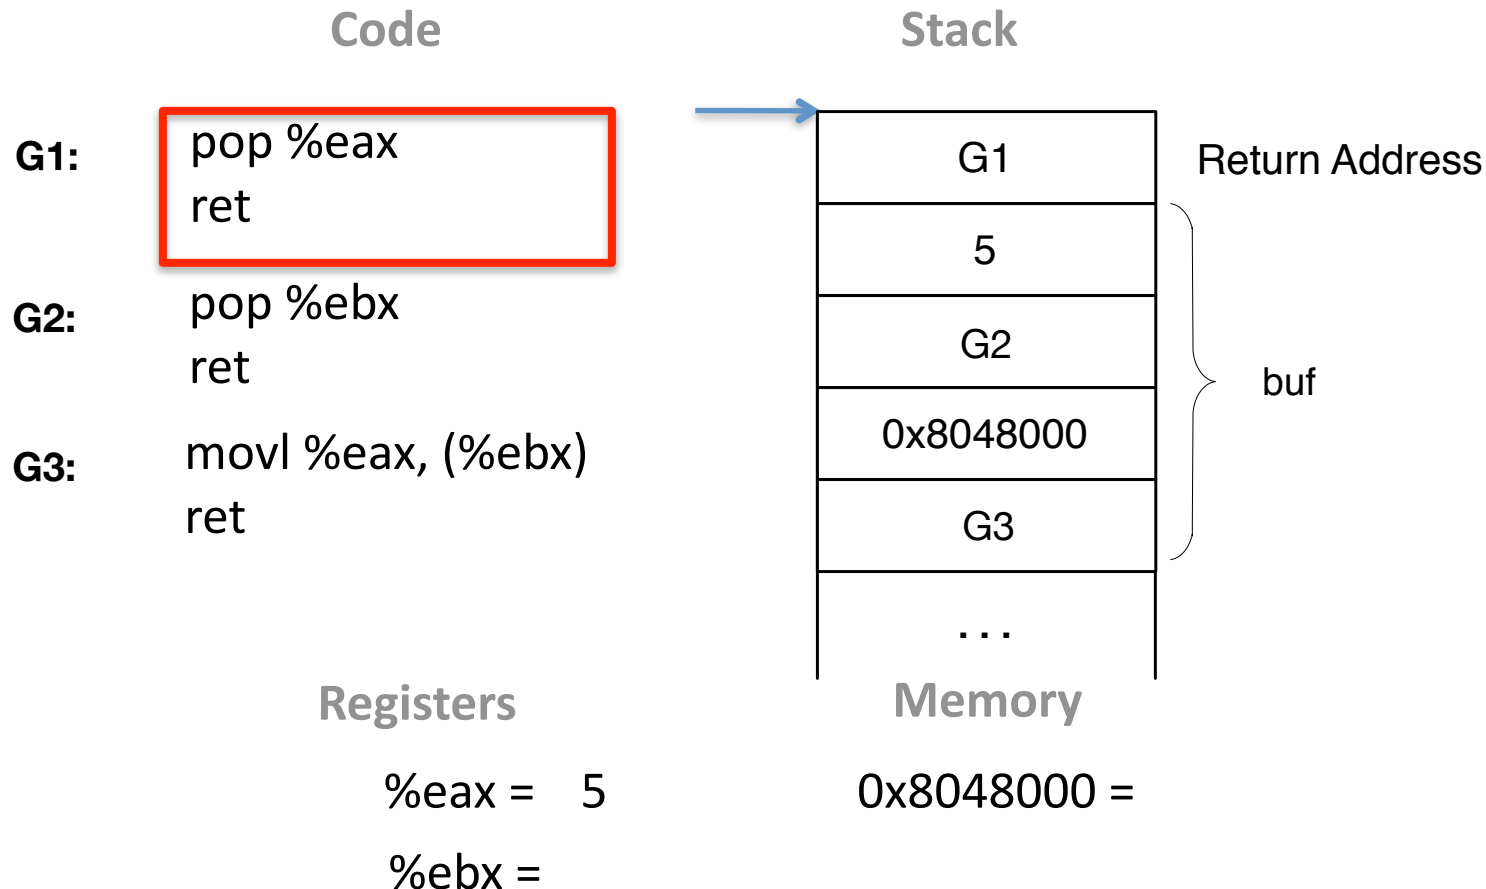 Code
Stack
G1:
pop %eax
ret
G2:
pop %ebx
ret
G3:
movl %eax, (%ebx)
ret
G1
Return Address
5
G2
0x8048000
G3
...
buf
Registers
%eax = 5
%ebx =
Memory
0x8048000 =